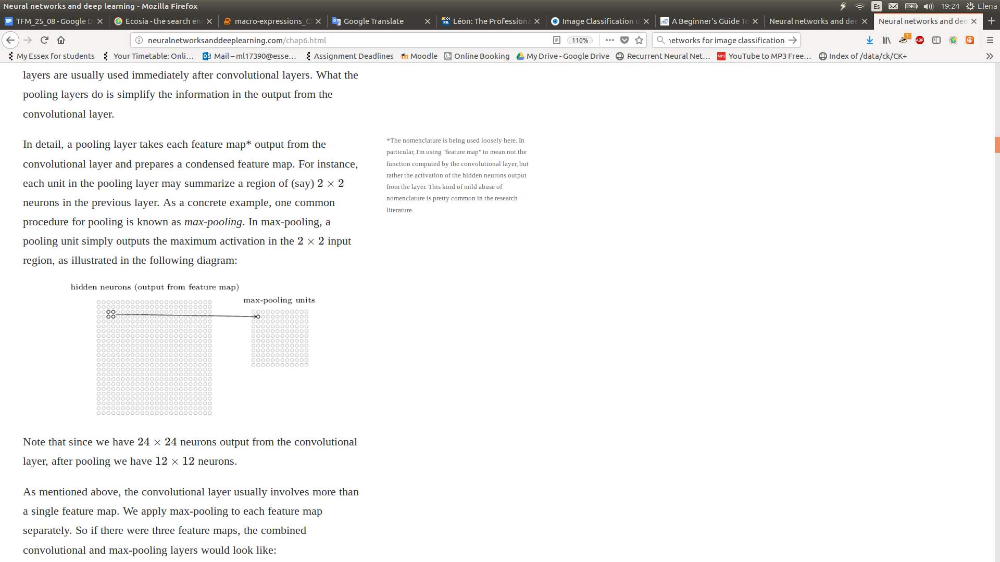 Neural networks and deep learning - Mozilla Firefox
Es
19:24
Elena
TFM_25_08 - Google D
Ecosia - the search en
macro-expressions_C
Google Translate
Léon: The Professiona
Image Classification u
A Beginner's Guide To
Neural networks and dee
Neural networks and dee
neuralnetworksanddeeplearning.com/chap6.html
110%
networks for image classification
1
ABP
My Essex for students
Your Timetable: Onli...
Mail – ml17390@esse...
Assignment Deadlines
Moodle
Online Booking
My Drive - Google Drive
Recurrent Neural Net...
MP3
YouTube to MP3 Free...
Index of /data/ck/CK+
layers are usually used immediately after convolutional layers. What the
pooling layers do is simplify the information in the output from the
convolutional layer.
In detail, a pooling layer takes each feature map* output from the
convolutional layer and prepares a condensed feature map. For instance,
each unit in the pooling layer may summarize a region of (say) 2 × 2
neurons in the previous layer. As a concrete example, one common
procedure for pooling is known as max-pooling. In max-pooling, a
pooling unit simply outputs the maximum activation in the 2 × 2 input
region, as illustrated in the following diagram:
*The nomenclature is being used loosely here. In
particular, I'm using "feature map" to mean not the
function computed by the convolutional layer, but
rather the activation of the hidden neurons output
from the layer. This kind of mild abuse of
nomenclature is pretty common in the research
literature.
hidden neurons (output from feature map)
max-pooling units
Note that since we have 24 × 24 neurons output from the convolutional
layer, after pooling we have 12 × 12 neurons.
As mentioned above, the convolutional layer usually involves more than
a single feature map. We apply max-pooling to each feature map
separately. So if there were three feature maps, the combined
convolutional and max-pooling layers would look like: